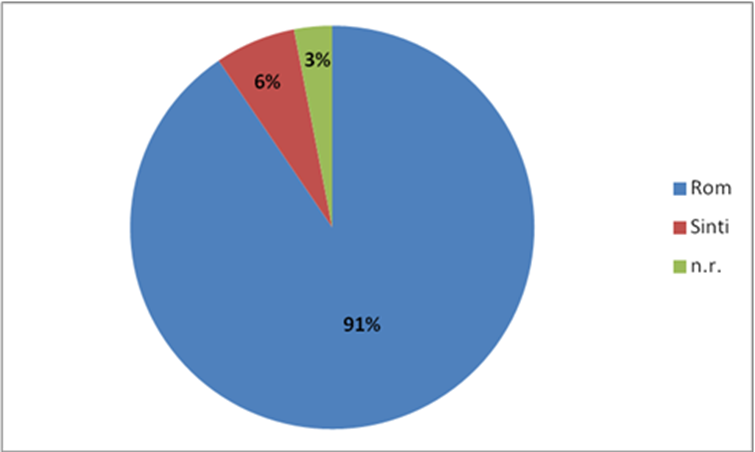 3%
6%
91%
Rom
Sinti
n.r.